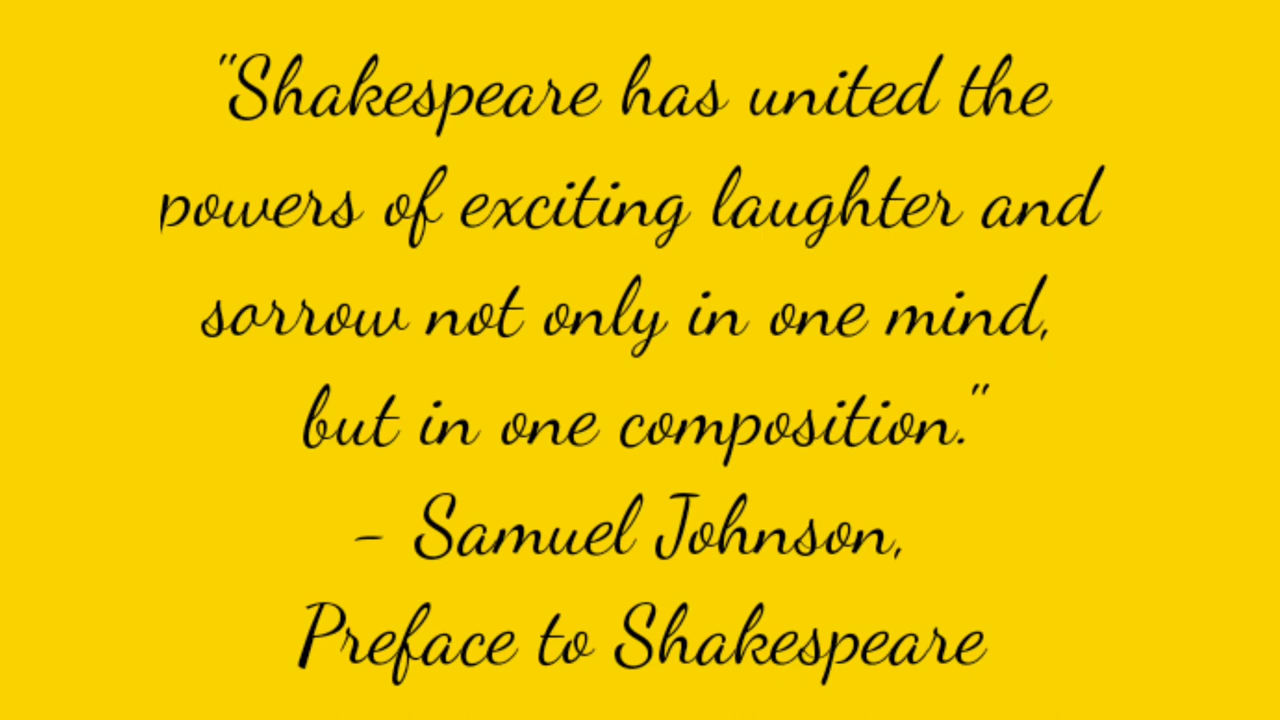 "Shakespeare has united the
powers of exciting laughter and
sorrow not only in one mind,
but in one composition."
- Samuel Johnson,
Preface to Shakespeare